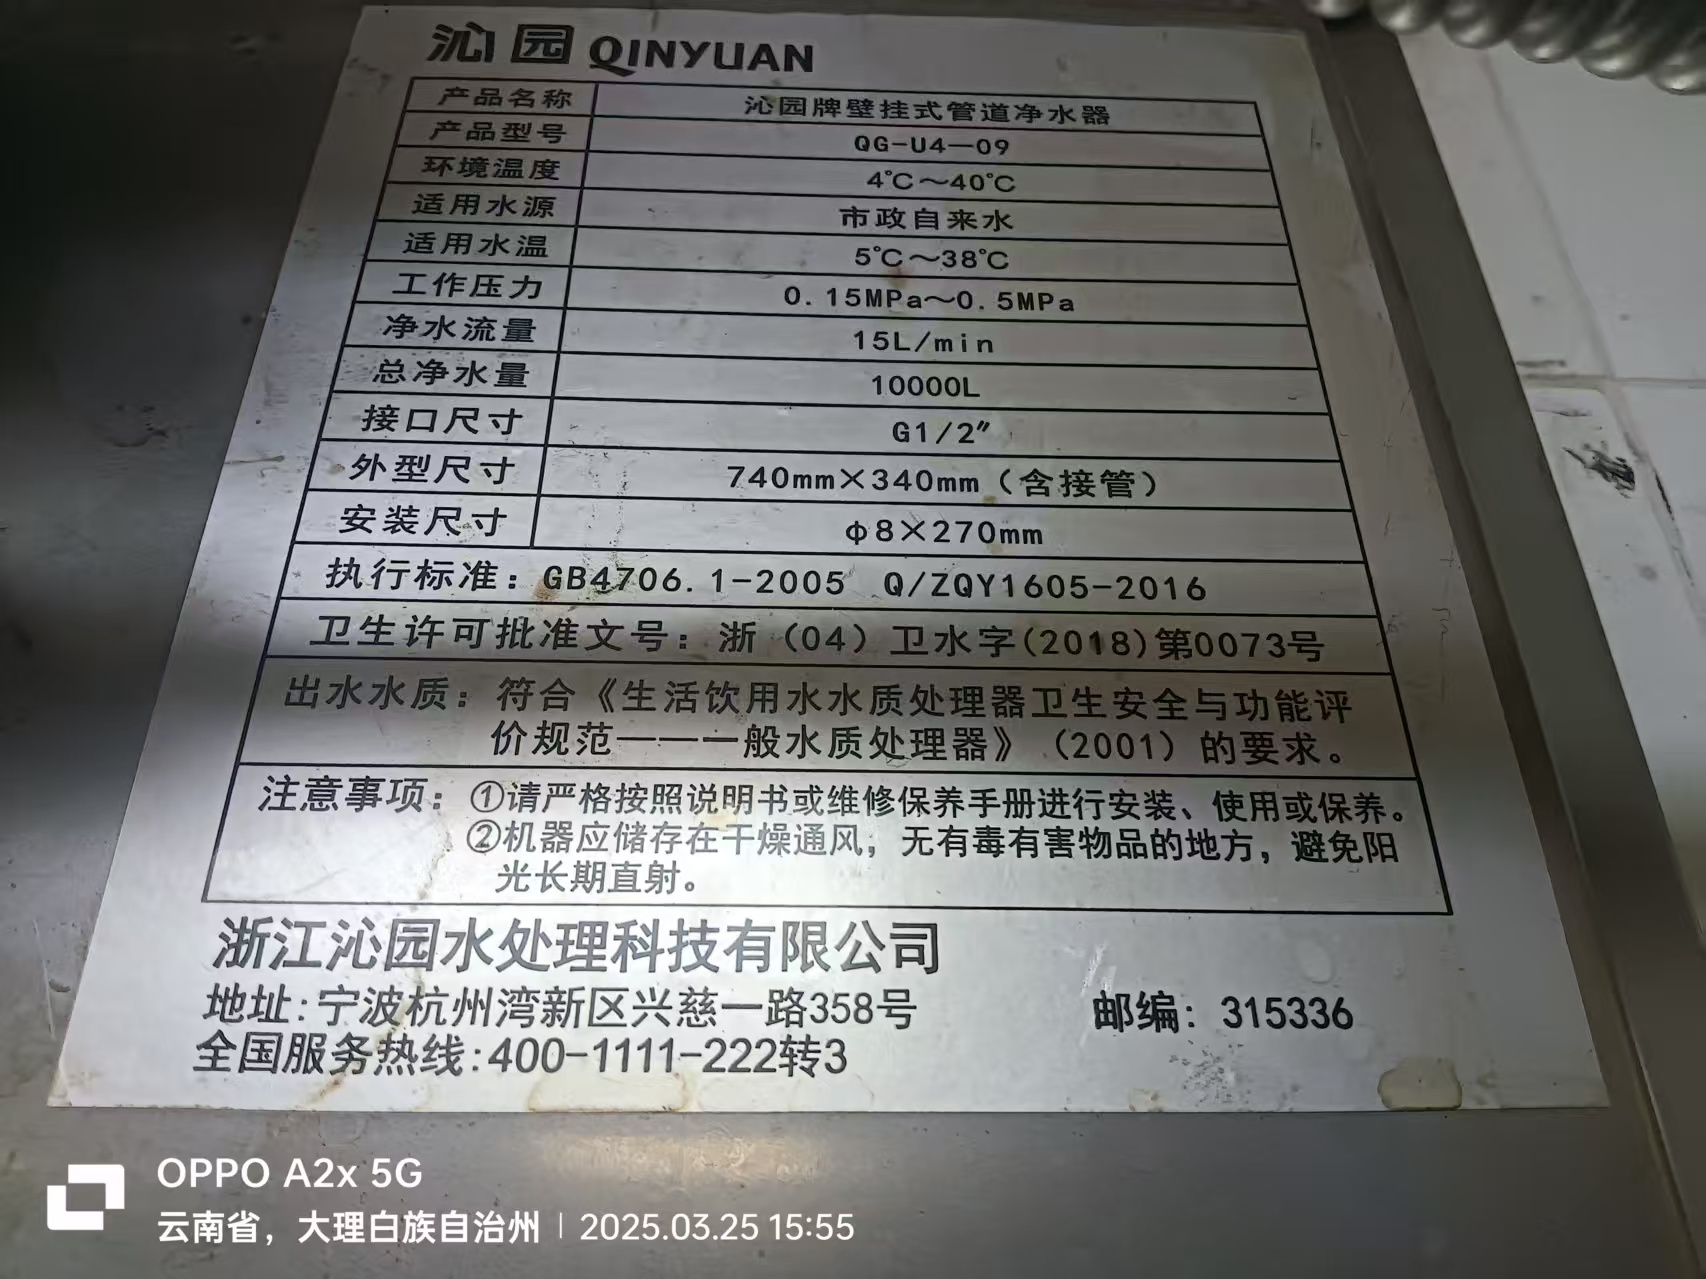 沁园 QINYUAN
产品名称 沁园牌壁挂式管道净水器
产品型号 QG-U4—09
环境温度 4℃～40℃
适用水源 市政自来水
适用水温 5℃～38℃
工作压力 0.15MPa～0.5MPa
净水流量 15L/min
总净水量 10000L
接口尺寸 G1/2″
外型尺寸 740mm×340mm（含接管）
安装尺寸 φ8×270mm
执行标准：GB4706.1-2005 Q/ZQY1605-2016
卫生许可批准文号：浙（04）卫水字(2018)第0073号
出水水质：符合《生活饮用水水质处理器卫生安全与功能评
价规范———一般水质处理器》（2001）的要求。
注意事项：①请严格按照说明书或维修保养手册进行安装、使用或保养。
②机器应储存在干燥通风，无有毒有害物品的地方，避免阳
光长期直射。
浙江沁园水处理科技有限公司
地址:宁波杭州湾新区兴慈一路358号 邮编：315336
全国服务热线:400-1111-222转3
OPPO A2x 5G
云南省，大理白族自治州 | 2025.03.25 15:55